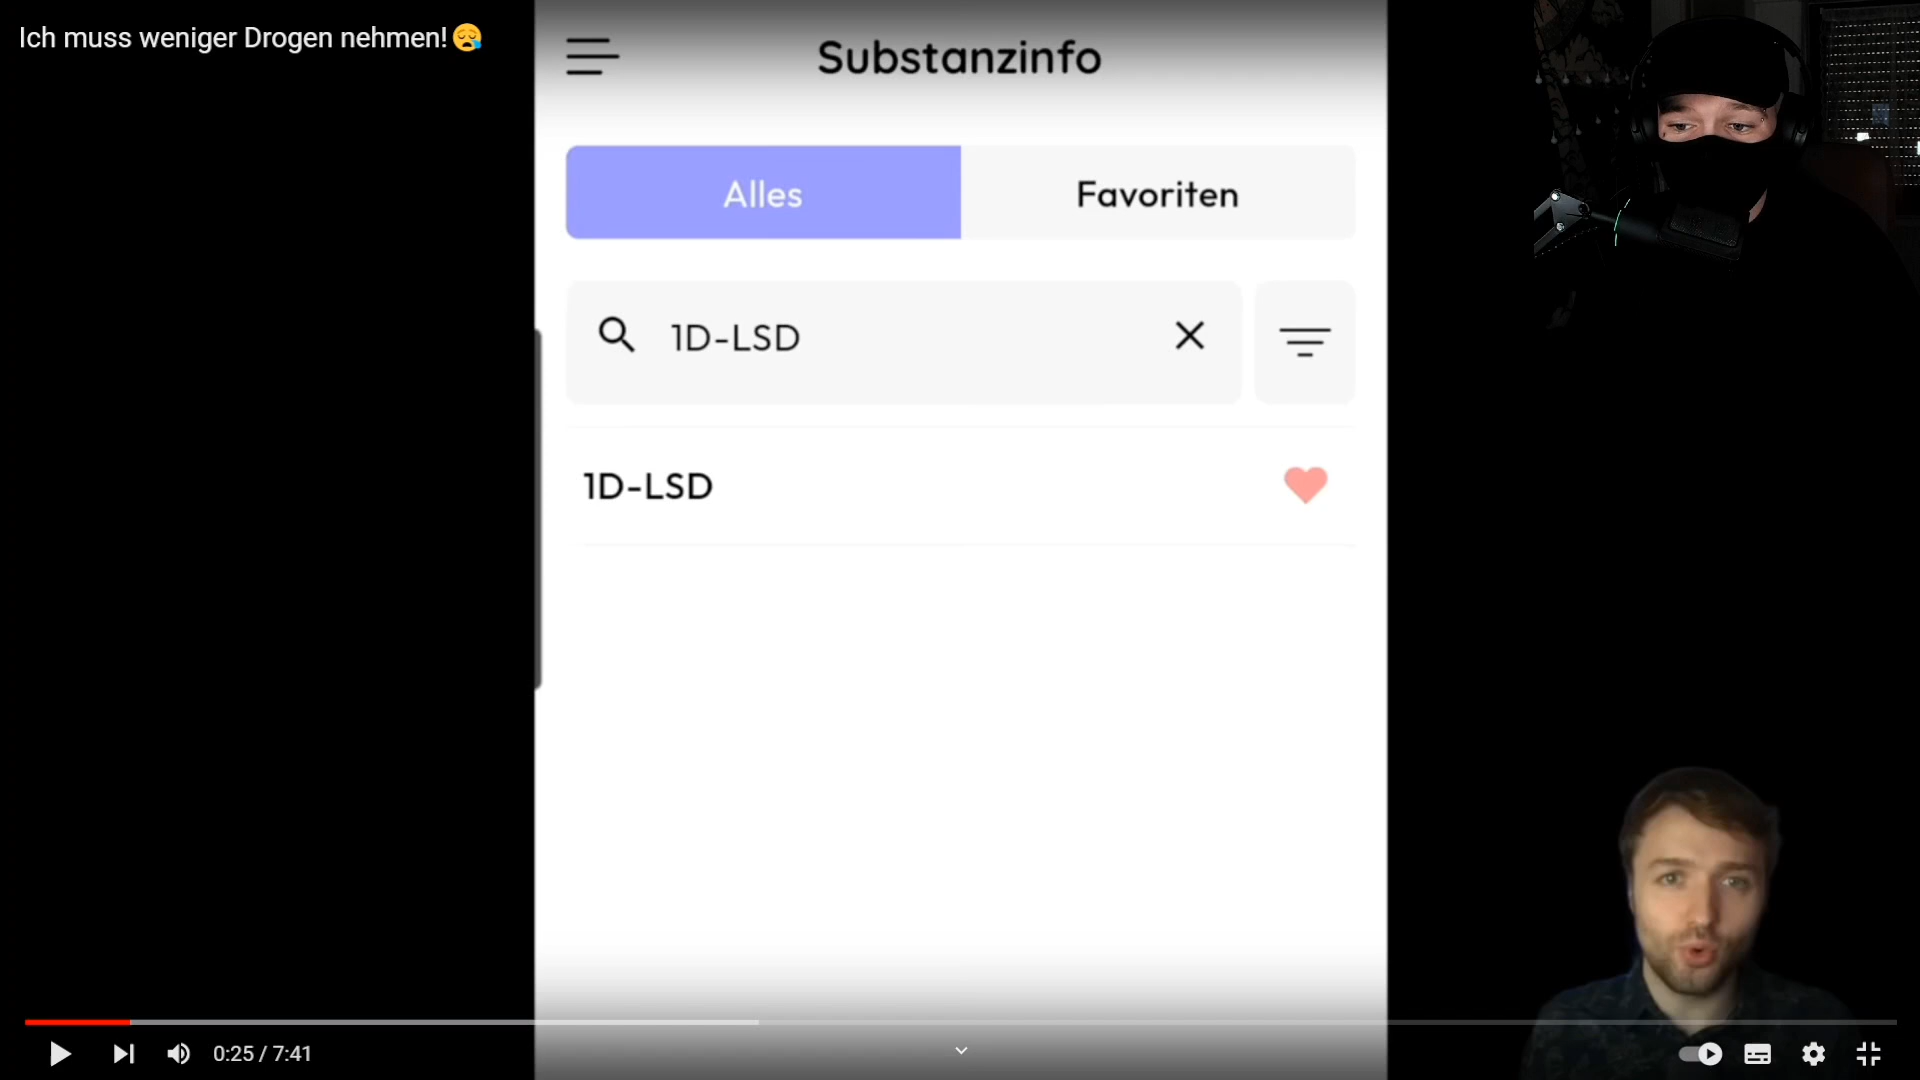 Ich muss weniger Drogen nehmen!😪
Substanzinfo
Alles
Favoriten
1D-LSD
1D-LSD
0:25 / 7:41